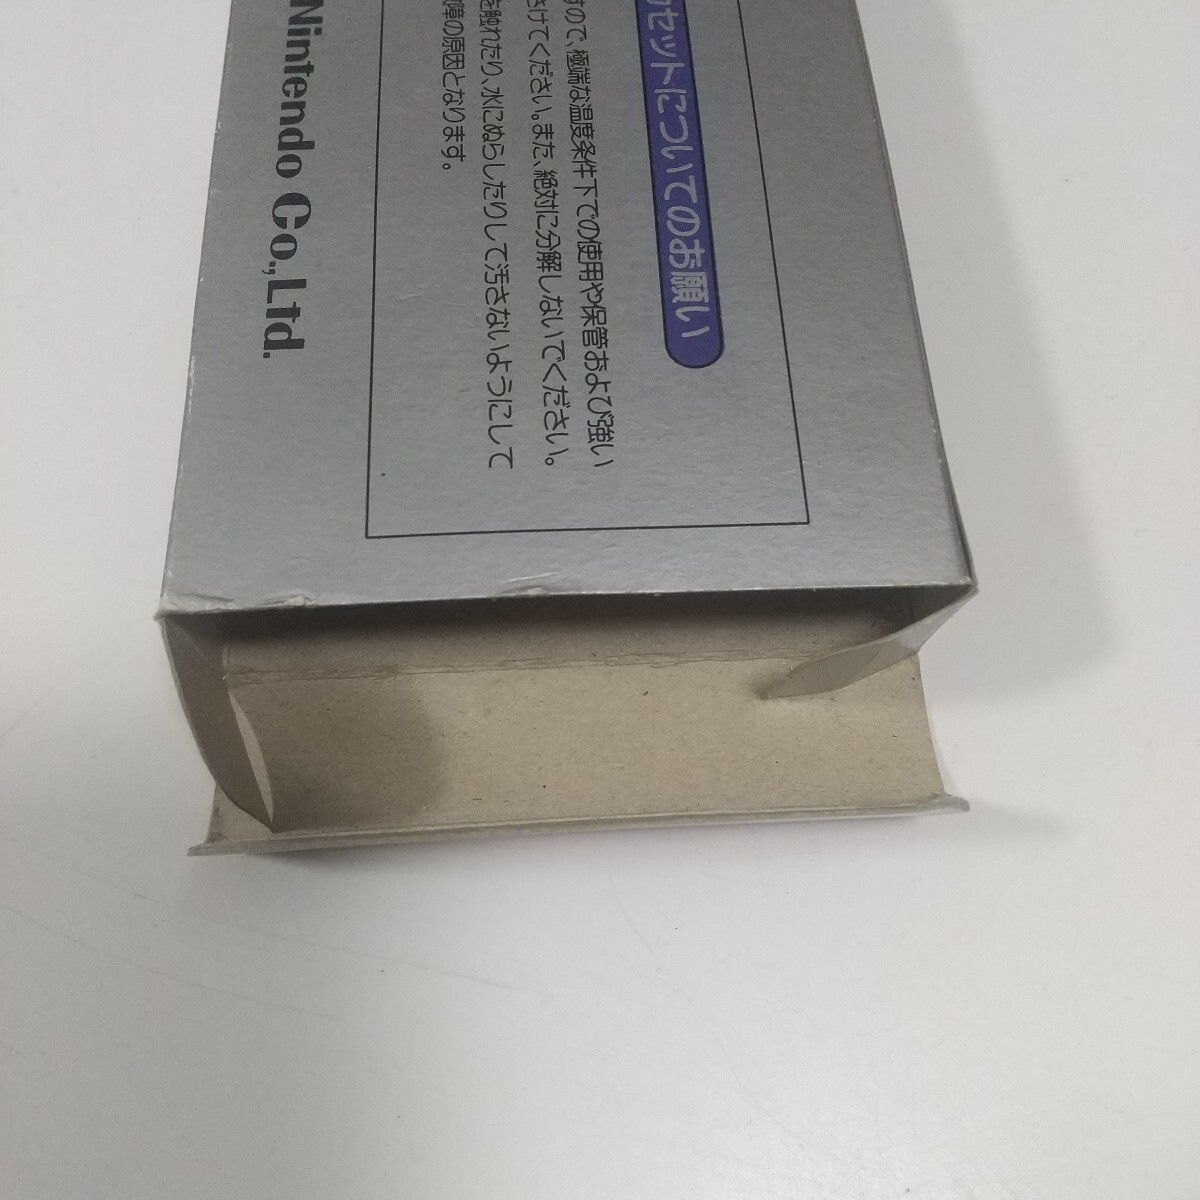 カセットについてのお願い
すので、極端な温度条件下での使用や保管および強い
さけてください。また、絶対に分解しないでください。
を触れたり、水にぬらしたりして汚さないようにして
障の原因となります。
Nintendo Co.,Ltd.